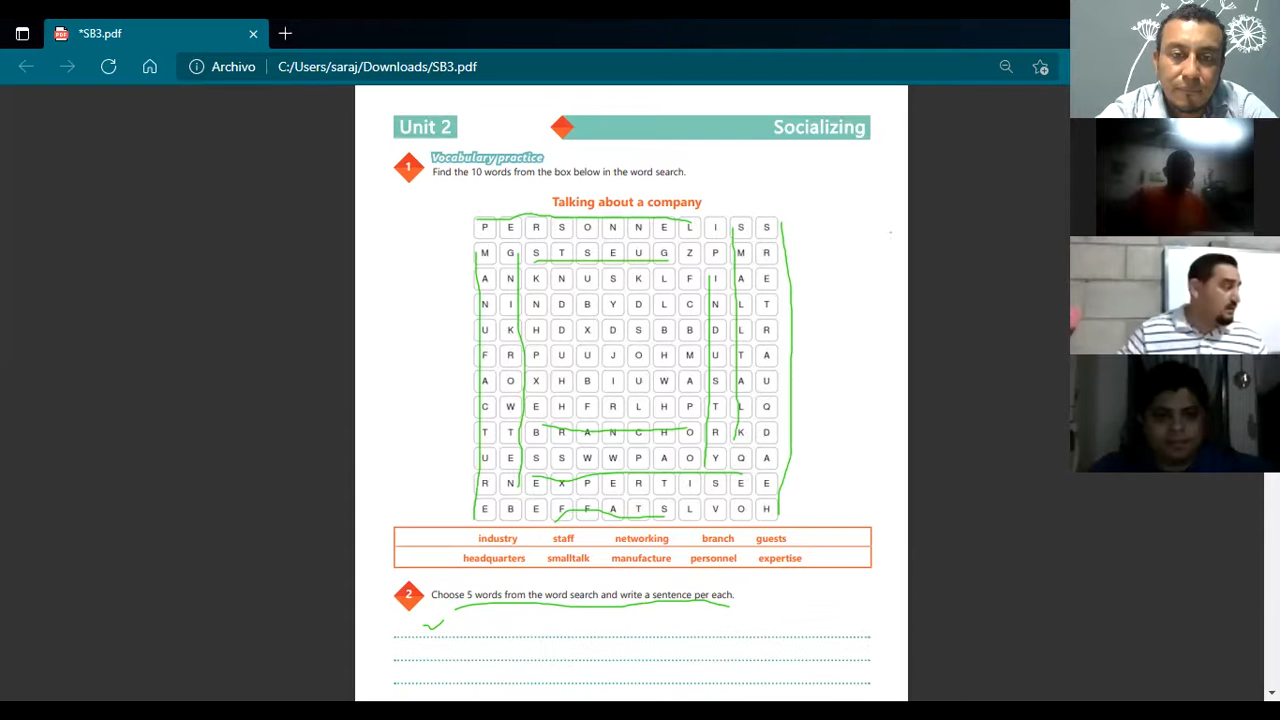 *SB3.pdf
Archivo C:/Users/saraj/Downloads/SB3.pdf
Unit 2 Socializing
1 Vocabulary practice
Find the 10 words from the box below in the word search.
Talking about a company
P E R S O N N E L I S S
M G S T S E U G Z P M R
A N K N U S K L F I A E
N I N D B Y D L C N L T
U K H D X D S B B D L R
F R P U U J O H M U T A
A O X H B I U W A S A U
C W E H F R L H P T L Q
T T B R A N C H O R K D
U E S S W W P A O Y Q A
R N E X P E R T I S E E
E B E F F A T S L V O H
industry staff networking branch guests
headquarters smalltalk manufacture personnel expertise
2 Choose 5 words from the word search and write a sentence per each.